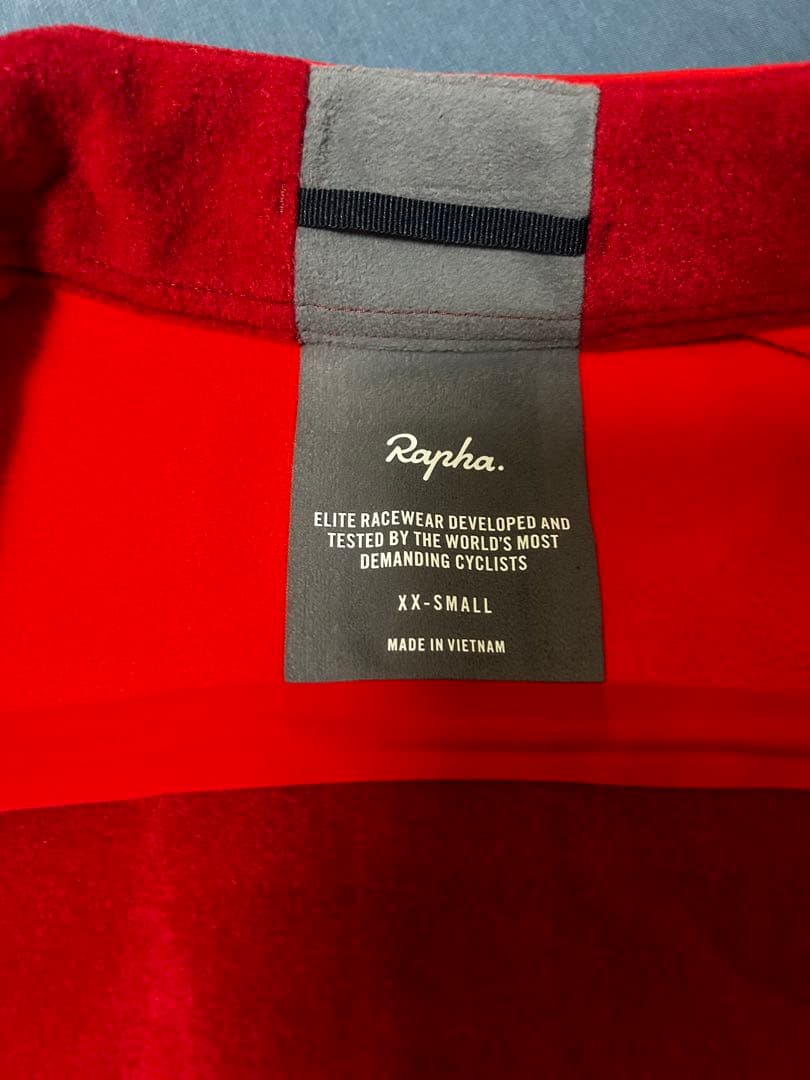 Rapha.
ELITE RACEWEAR DEVELOPED AND
TESTED BY THE WORLD'S MOST
DEMANDING CYCLISTS
XX-SMALL
MADE IN VIETNAM